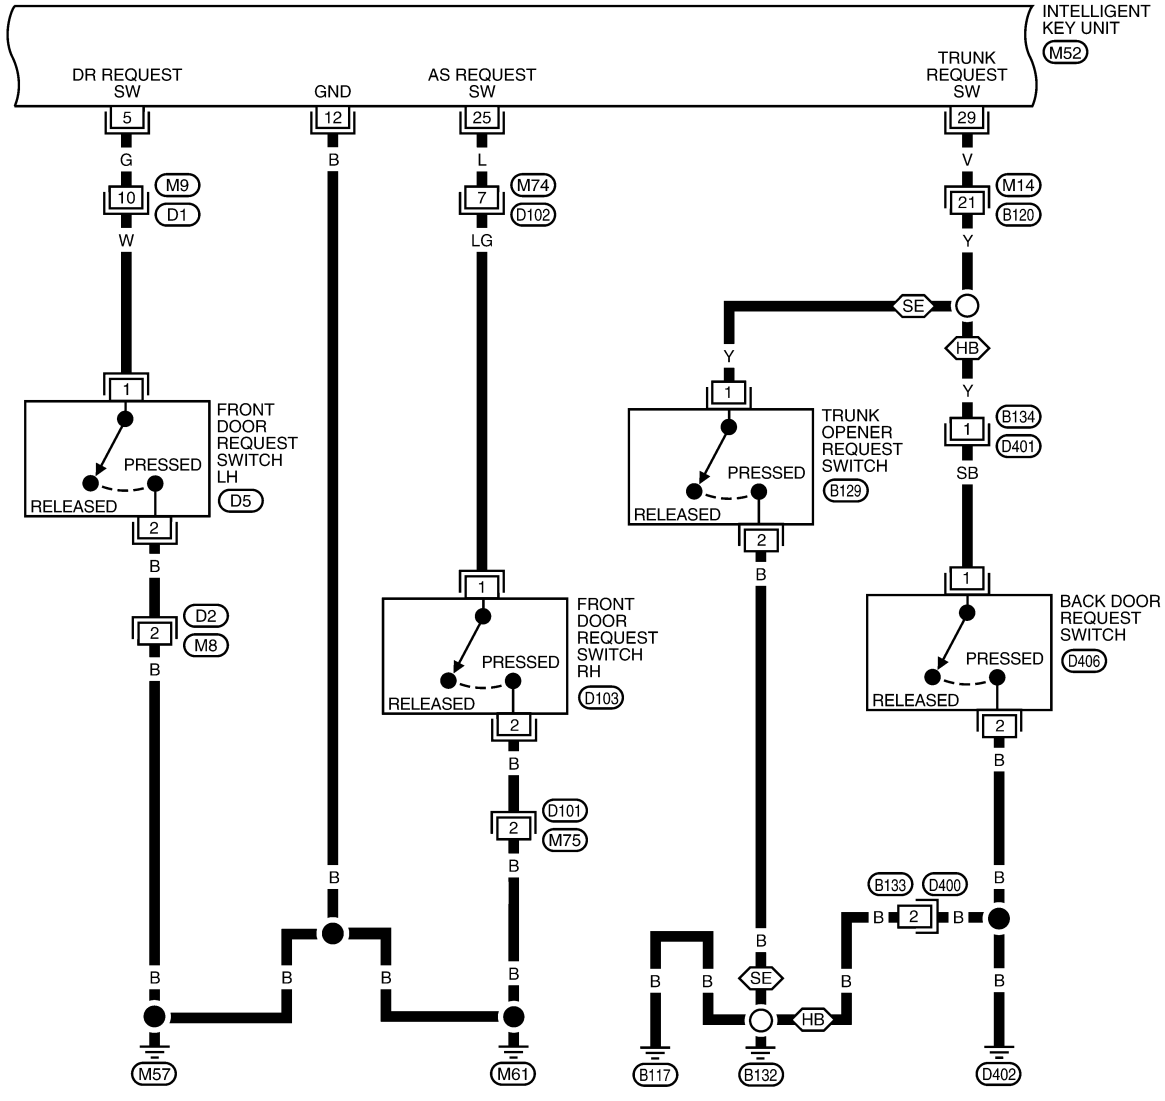 INTELLIGENT
KEY UNIT
M52
DR REQUEST
SW
GND
AS REQUEST
SW
TRUNK
REQUEST
SW
5
12
25
29
G
B
L
V
10
M9
D1
7
M74
D102
21
M14
B120
W
LG
Y
SE
HB
Y
Y
1
B134
D401
SB
1
FRONT
DOOR
REQUEST
SWITCH
LH
D5
PRESSED
RELEASED
2
B
D2
2
M8
B
1
TRUNK
OPENER
REQUEST
SWITCH
B129
PRESSED
RELEASED
2
B
1
FRONT
DOOR
REQUEST
SWITCH
RH
D103
PRESSED
RELEASED
2
B
D101
2
M75
B
1
BACK DOOR
REQUEST
SWITCH
D406
PRESSED
RELEASED
2
B
B
B
B133
D400
B
2
B
B
B
B
B
B
B
B
SE
B
B
B
HB
M57
M61
B117
B132
D402